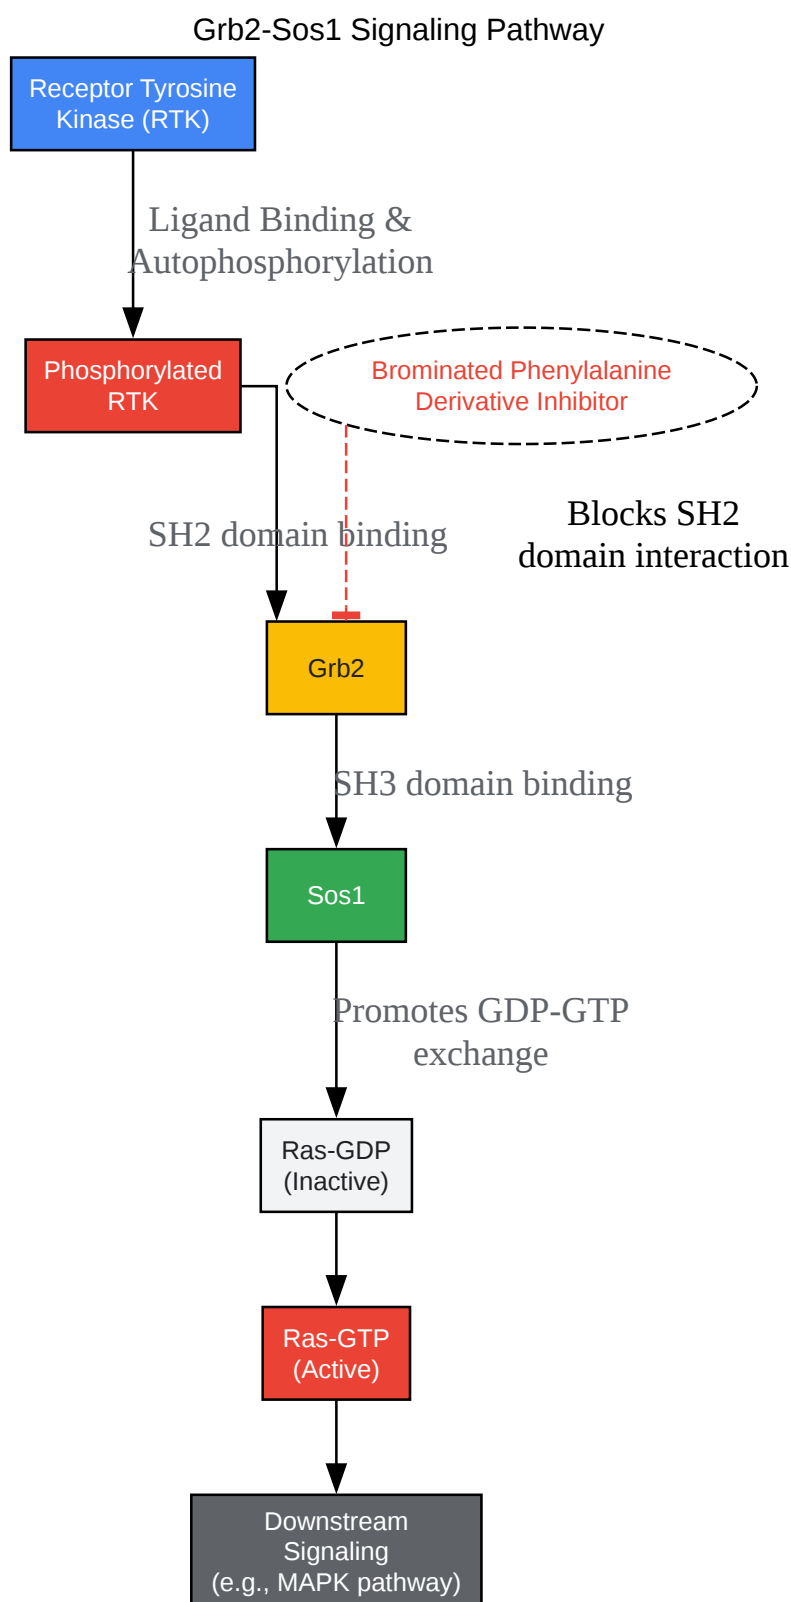 Grb2-Sos1 Signaling Pathway
Receptor Tyrosine
Kinase (RTK)
Ligand Binding &
Autophosphorylation
Phosphorylated
RTK
Brominated Phenylalanine
Derivative Inhibitor
SH2 domain binding
Blocks SH2
domain interaction
Grb2
SH3 domain binding
Sos1
Promotes GDP-GTP
exchange
Ras-GDP
(Inactive)
Ras-GTP
(Active)
Downstream
Signaling
(e.g., MAPK pathway)